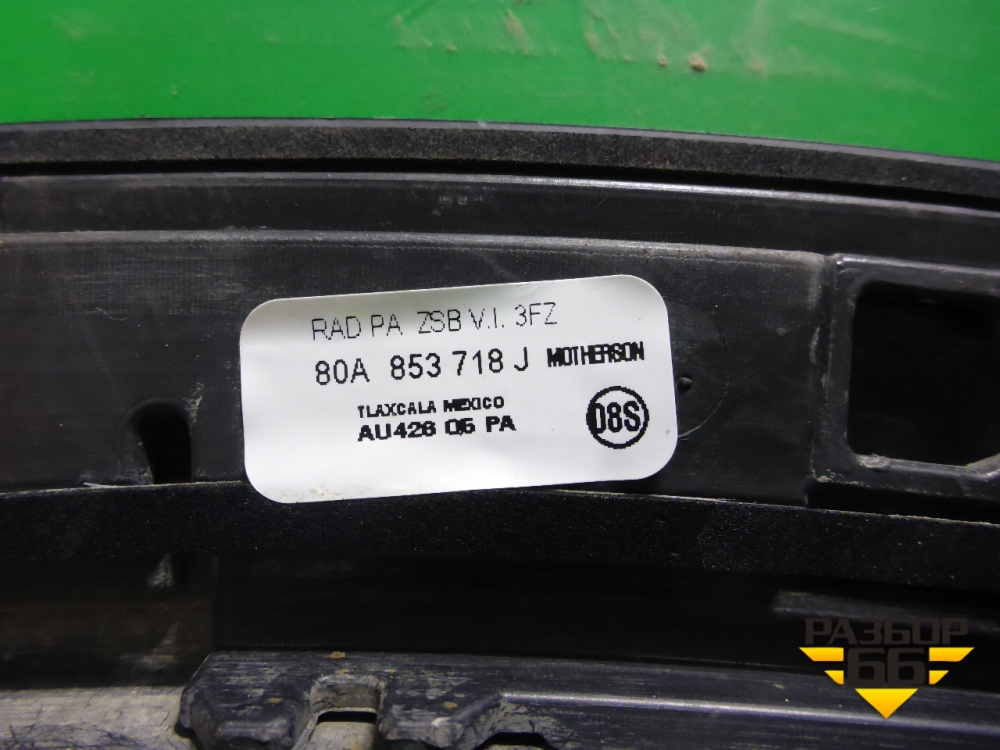 RAD PA ZSB V.I. 3FZ
80A 853 718 J MOTHERSON
TLAXCALA MEXICO
AU426 05 PA
D8S
РАЗБОР
66